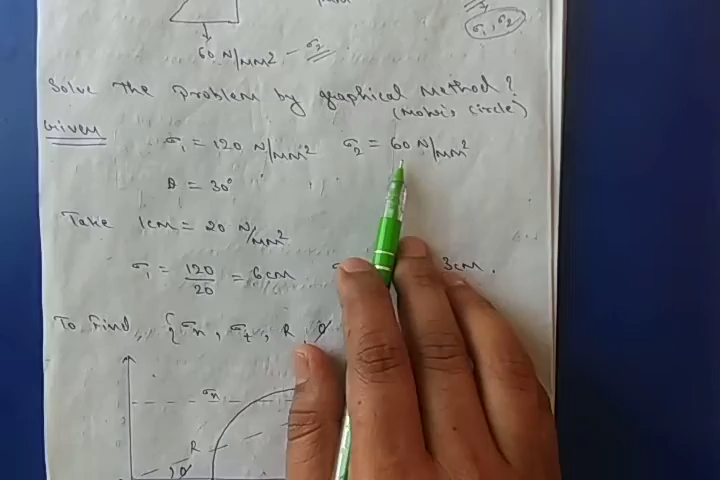 σ1, σ2
60 N/mm² - σ2
Solve the problem by graphical method?
(Mohr's circle)
Given
σ1 = 120 N/mm² σ2 = 60 N/mm²
θ = 30°
Take 1cm = 20 N/mm²
σ1 = 120/20 = 6cm 3cm.
To Find, {σn, σt, R, Ø
σn
R
Ø